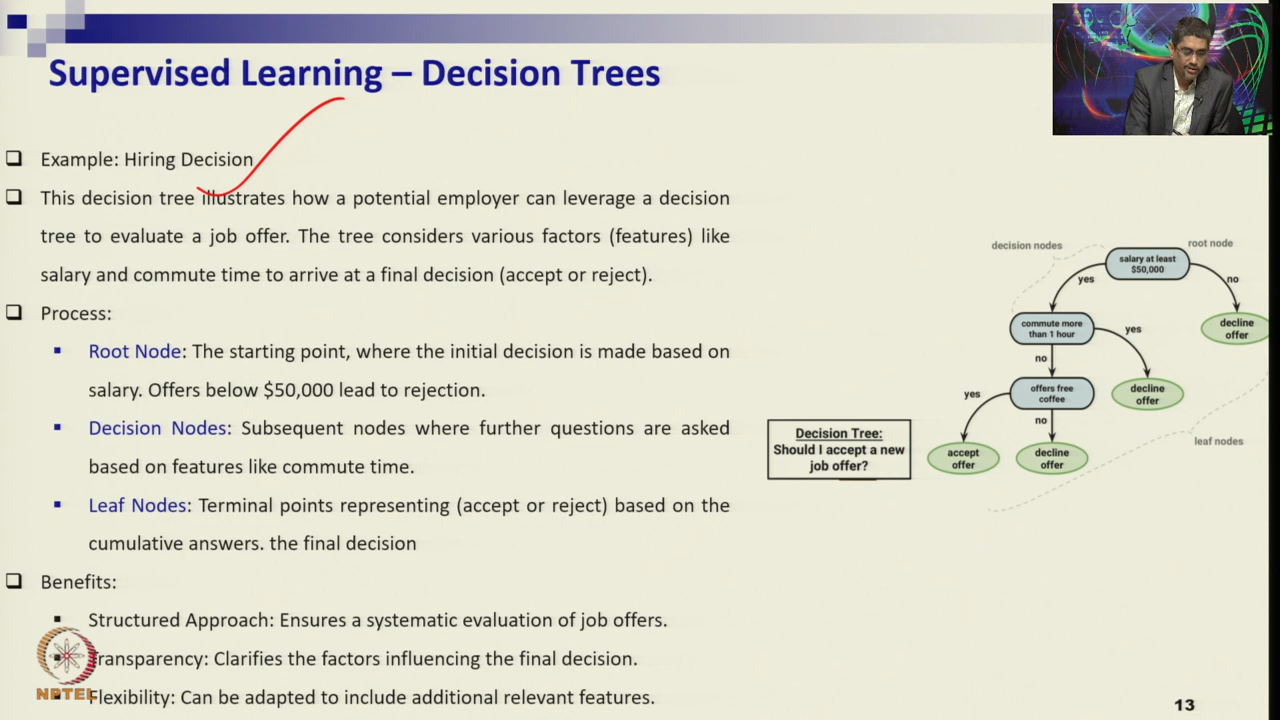 Supervised Learning – Decision Trees
Example: Hiring Decision
This decision tree illustrates how a potential employer can leverage a decision
tree to evaluate a job offer. The tree considers various factors (features) like
salary and commute time to arrive at a final decision (accept or reject).
Process:
Root Node: The starting point, where the initial decision is made based on
salary. Offers below $50,000 lead to rejection.
Decision Nodes: Subsequent nodes where further questions are asked
based on features like commute time.
Leaf Nodes: Terminal points representing (accept or reject) based on the
cumulative answers. the final decision
Benefits:
Structured Approach: Ensures a systematic evaluation of job offers.
Transparency: Clarifies the factors influencing the final decision.
Flexibility: Can be adapted to include additional relevant features.
decision nodes
root node
salary at least
$50,000
yes
no
commute more
than 1 hour
yes
decline
offer
no
offers free
coffee
decline
offer
yes
no
leaf nodes
Decision Tree:
Should I accept a new
job offer?
accept
offer
decline
offer
NPTEL
13